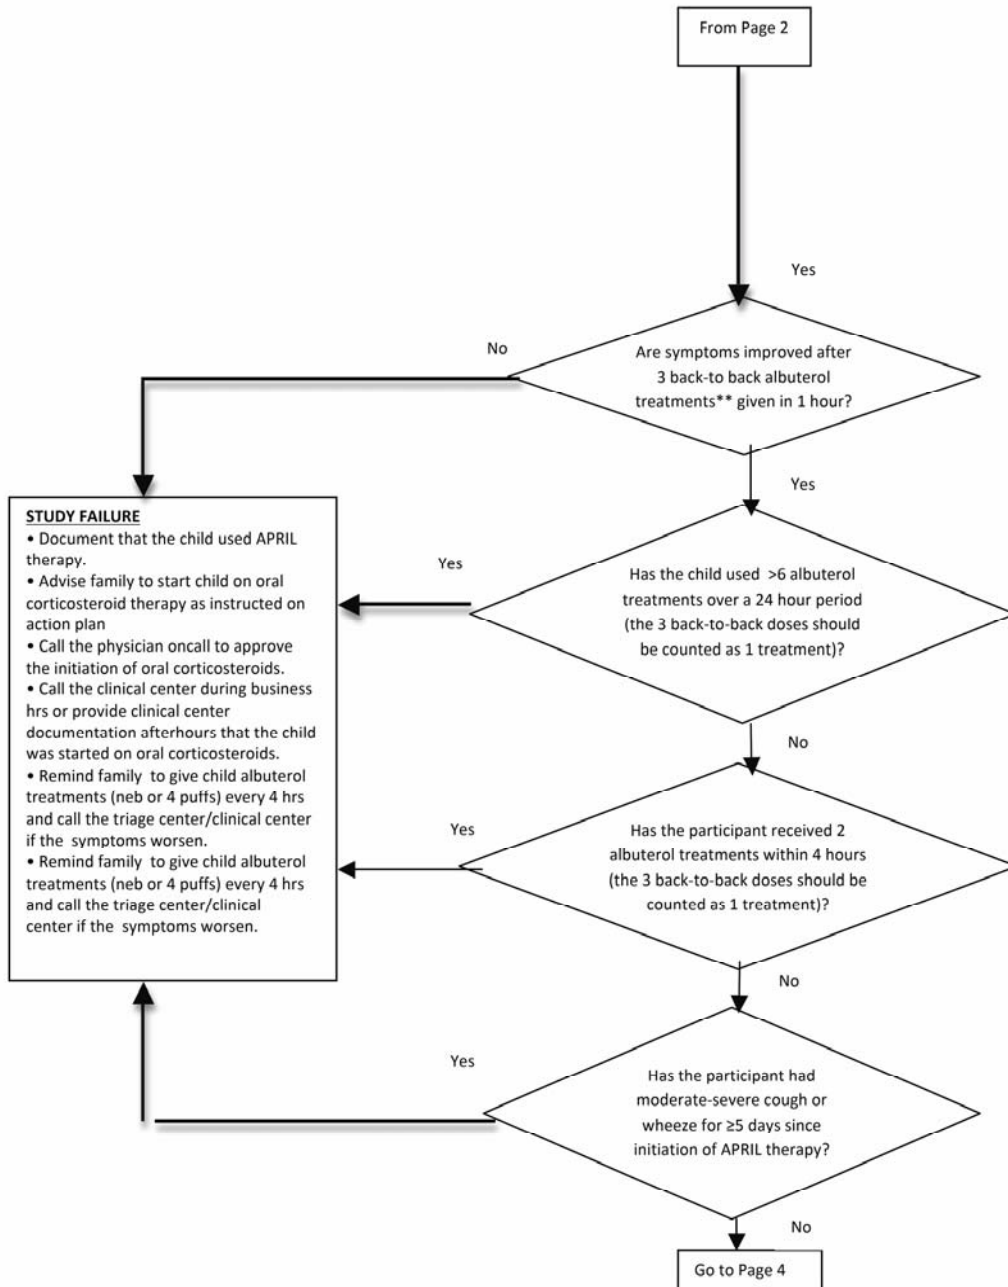 From Page 2
Yes
Are symptoms improved after
3 back-to back albuterol
treatments** given in 1 hour?
No
Yes
STUDY FAILURE
• Document that the child used APRIL
therapy.
• Advise family to start child on oral
corticosteroid therapy as instructed on
action plan
• Call the physician oncall to approve
the initiation of oral corticosteroids.
• Call the clinical center during business
hrs or provide clinical center
documentation afterhours that the child
was started on oral corticosteroids.
• Remind family  to give child albuterol
treatments (neb or 4 puffs) every 4 hrs
and call the triage center/clinical center
if the  symptoms worsen.
• Remind family  to give child albuterol
treatments (neb or 4 puffs) every 4 hrs
and call the triage center/clinical
center if the  symptoms worsen.
Yes
Has the child used  >6 albuterol
treatments over a 24 hour period
(the 3 back-to-back doses should
be counted as 1 treatment)?
No
Yes
Has the participant received 2
albuterol treatments within 4 hours
(the 3 back-to-back doses should be
counted as 1 treatment)?
No
Yes
Has the participant had
moderate-severe cough or
wheeze for ≥5 days since
initiation of APRIL therapy?
No
Go to Page 4